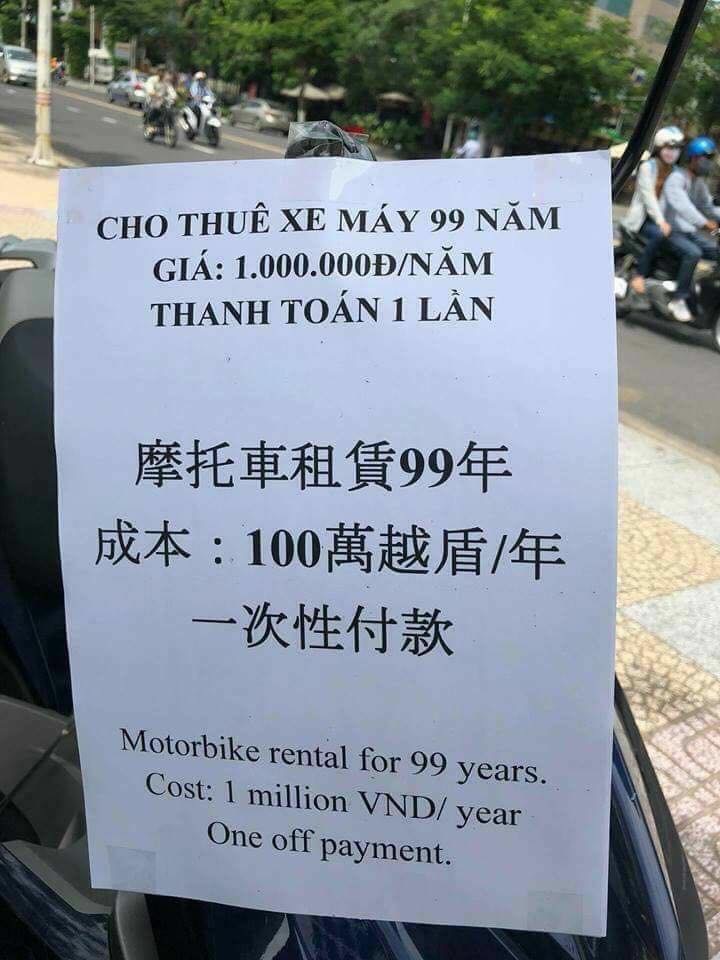 CHO THUÊ XE MÁY 99 NĂM
GIÁ: 1.000.000Đ/NĂM
THANH TOÁN 1 LẦN
摩托車租賃99年
成本：100萬越盾/年
一次性付款
Motorbike rental for 99 years.
Cost: 1 million VND/ year
One off payment.